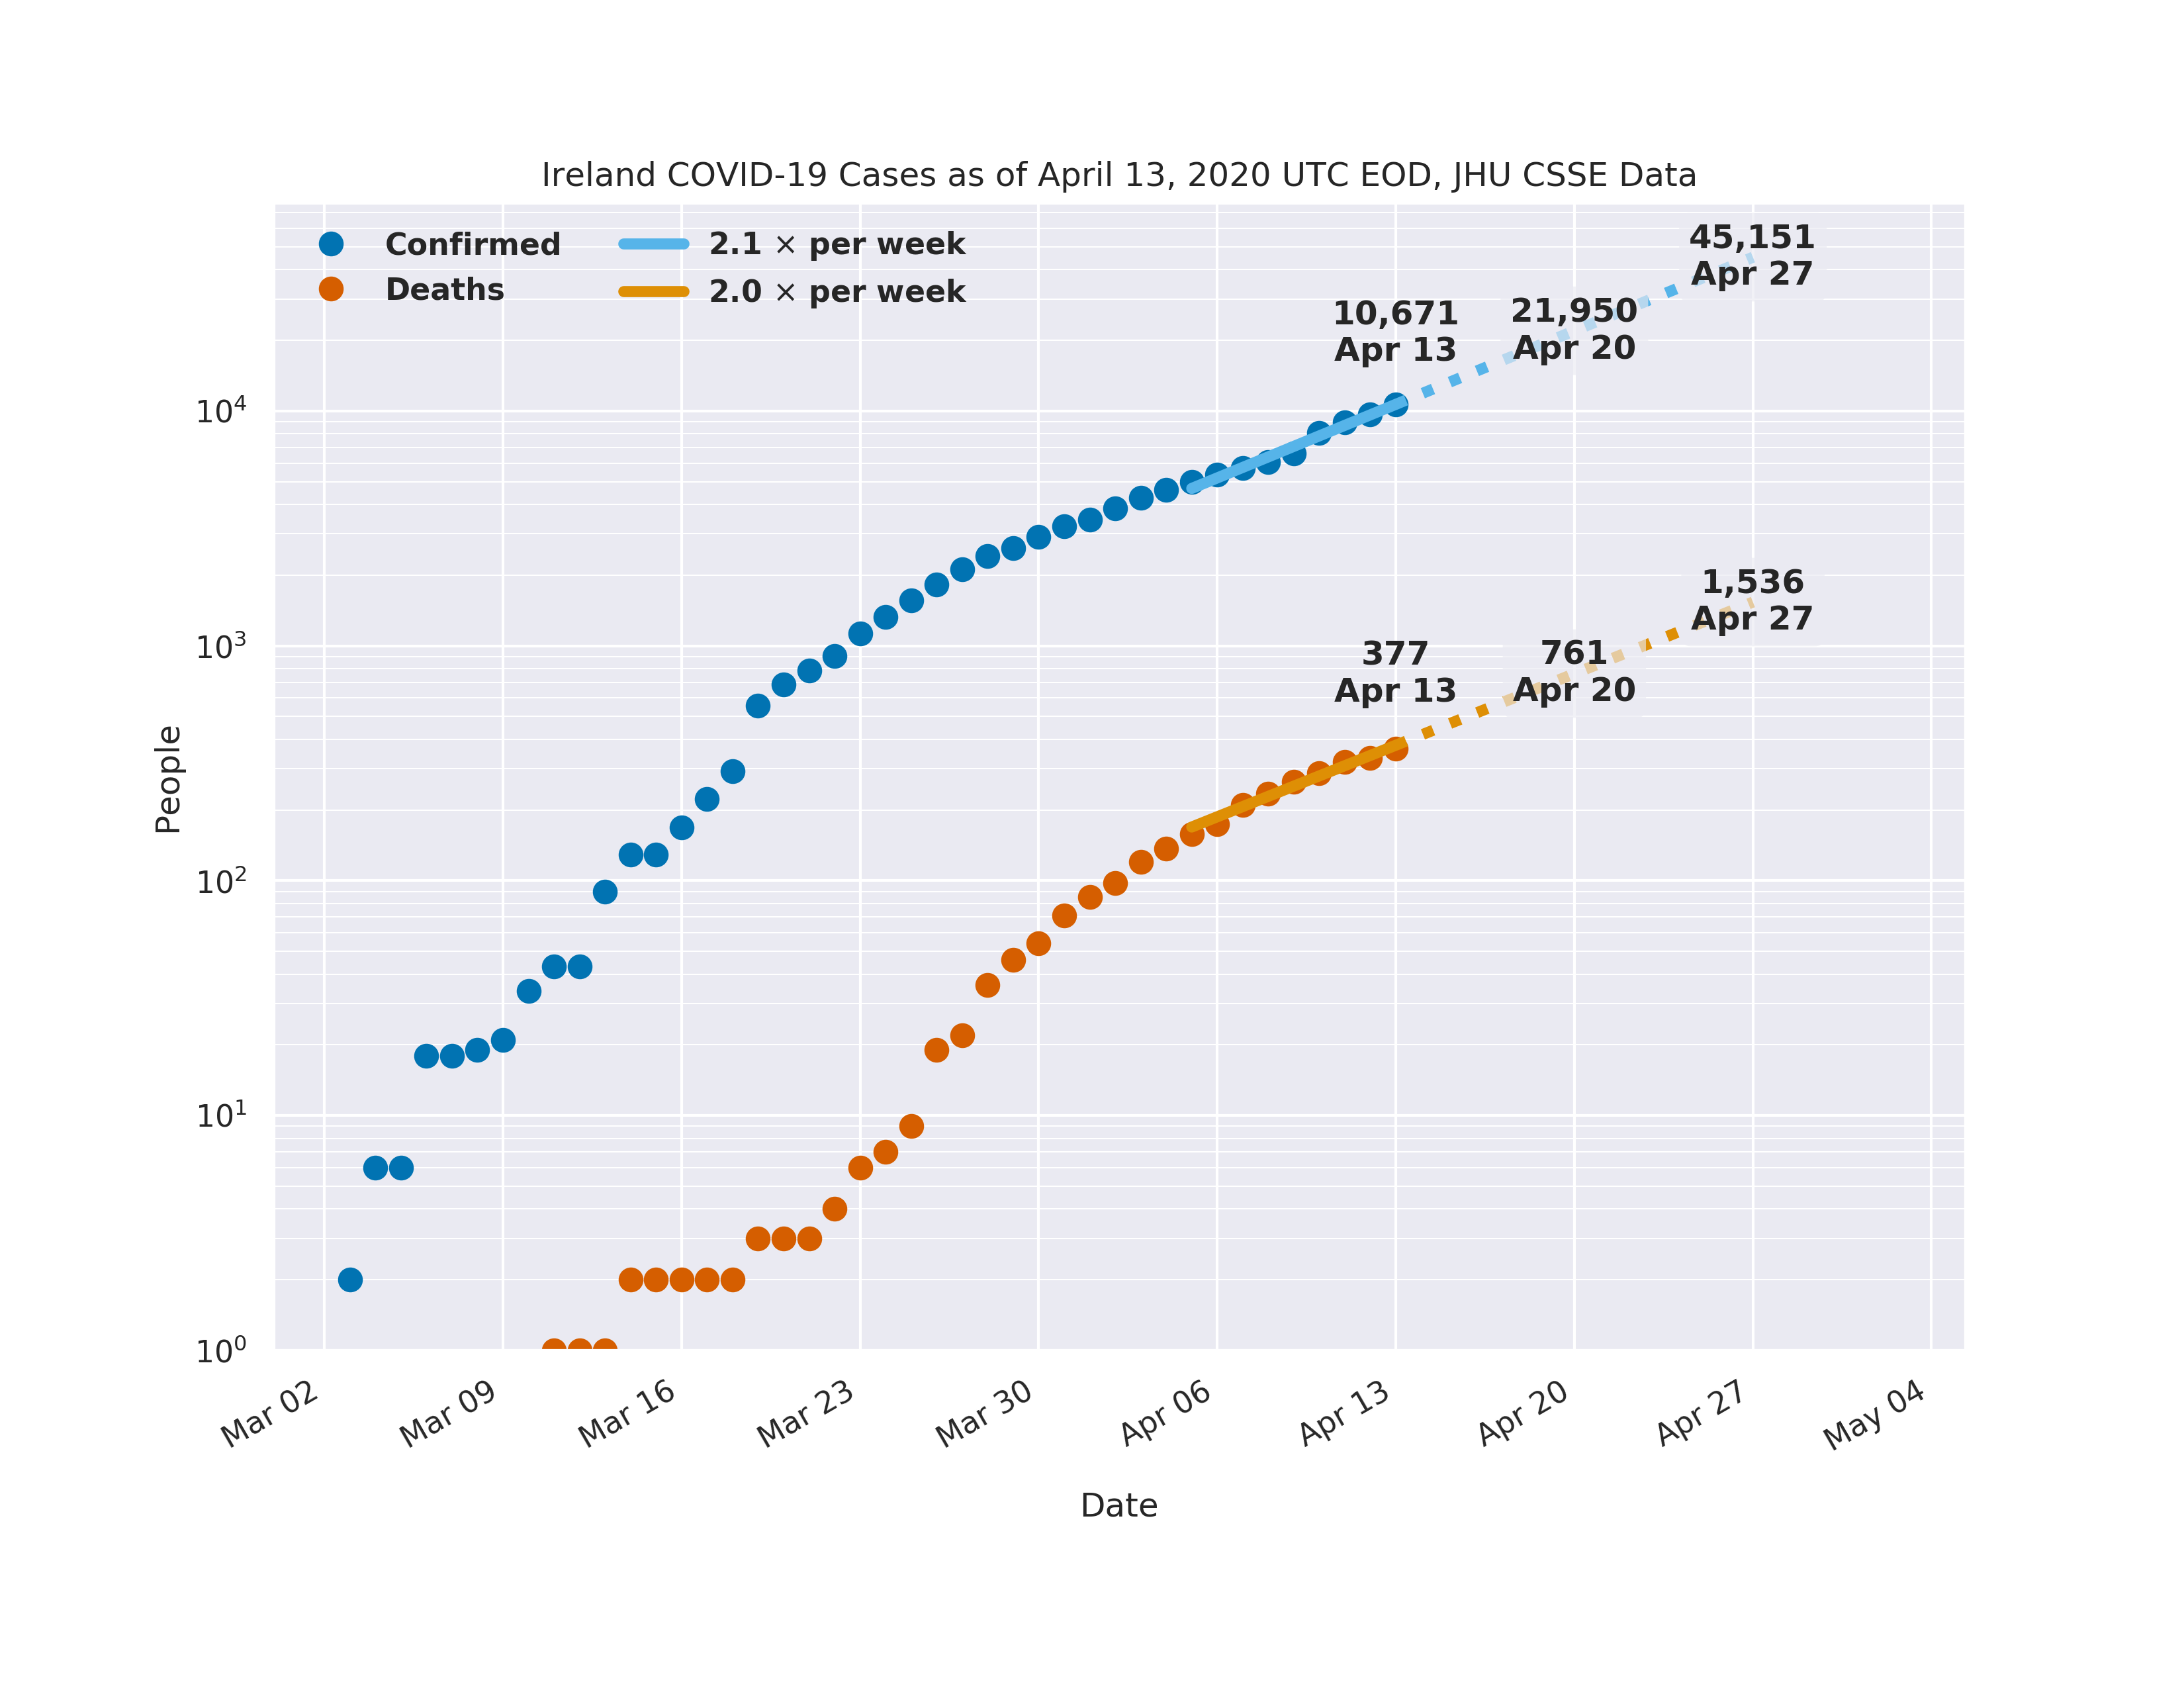 Ireland COVID-19 Cases as of April 13, 2020 UTC EOD, JHU CSSE Data
Confirmed
Deaths
2.1 × per week
2.0 × per week
45,151
Apr 27
10,671
Apr 13
21,950
Apr 20
1,536
Apr 27
377
Apr 13
761
Apr 20
People
10⁴
10³
10²
10¹
10⁰
Mar 02
Mar 09
Mar 16
Mar 23
Mar 30
Apr 06
Apr 13
Apr 20
Apr 27
May 04
Date